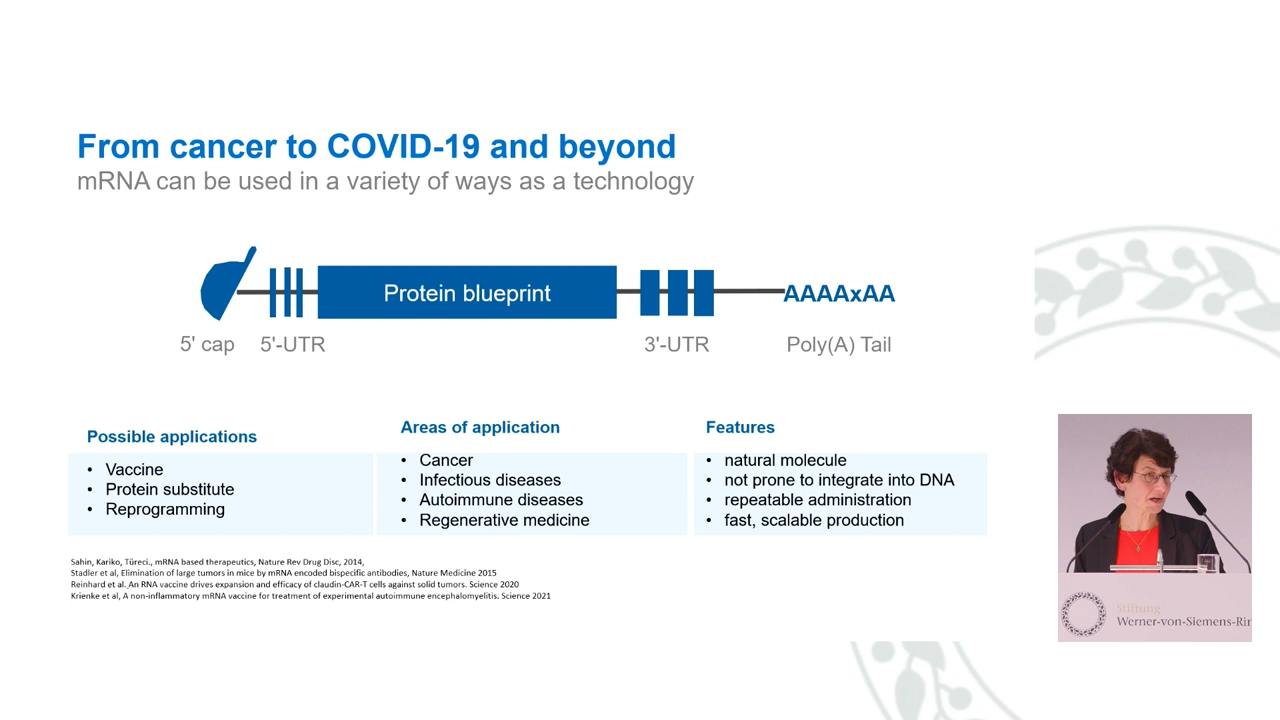 From cancer to COVID-19 and beyond
mRNA can be used in a variety of ways as a technology
Protein blueprint
AAAAxAA
5' cap
5'-UTR
3'-UTR
Poly(A) Tail
Possible applications
• Vaccine
• Protein substitute
• Reprogramming
Areas of application
• Cancer
• Infectious diseases
• Autoimmune diseases
• Regenerative medicine
Features
• natural molecule
• not prone to integrate into DNA
• repeatable administration
• fast, scalable production
Sahin, Kariko, Türeci., mRNA based therapeutics, Nature Rev Drug Disc, 2014,
Stadler et al, Elimination of large tumors in mice by mRNA encoded bispecific antibodies, Nature Medicine 2015
Reinhard et al. An RNA vaccine drives expansion and efficacy of claudin-CAR-T cells against solid tumors. Science 2020
Krienke et al, A non-inflammatory mRNA vaccine for treatment of experimental autoimmune encephalomyelitis. Science 2021
Stiftung
Werner-von-Siemens-Rin